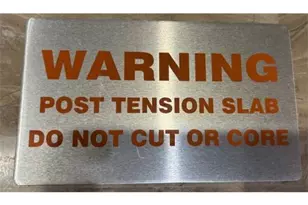 WARNING
POST TENSION SLAB
DO NOT CUT OR CORE